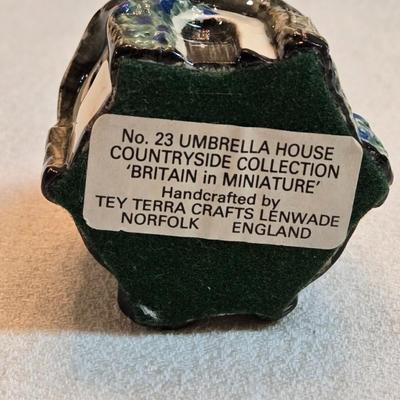 No. 23 UMBRELLA HOUSE
COUNTRYSIDE COLLECTION
'BRITAIN in MINIATURE'
Handcrafted by
TEY TERRA CRAFTS LENWADE
NORFOLK ENGLAND